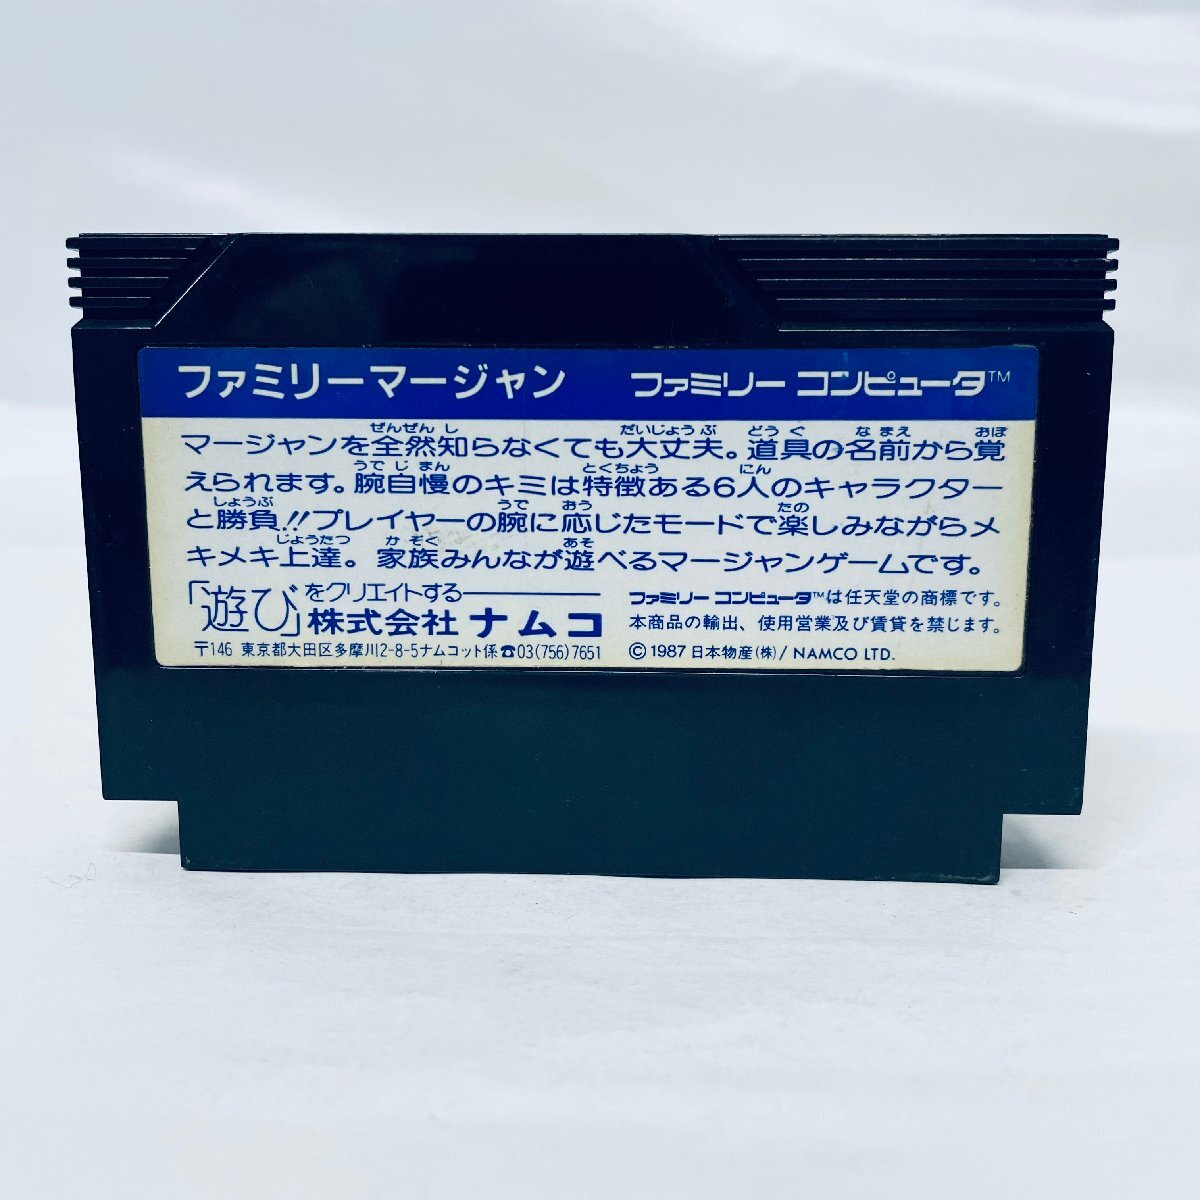 ファミリーマージャン ファミリー コンピュータ™
ぜんぜん し だいじょうぶ どうぐ なまえ おぼ
マージャンを全然知らなくても大丈夫。道具の名前から覚
うでじまん とくちょう にん
えられます。腕自慢のキミは特徴ある6人のキャラクター
しょうぶ うで おう たの
と勝負!!プレイヤーの腕に応じたモードで楽しみながらメ
じょうたつ かぞく あそ
キメキ上達。家族みんなが遊べるマージャンゲームです。
「遊び」をクリエイトする――
株式会社 ナムコ
〒146 東京都大田区多摩川2-8-5ナムコット係☎03(756)7651
ファミリー コンピュータ™は任天堂の商標です。
本商品の輸出、使用営業及び賃貸を禁じます。
©1987 日本物産(株)/ NAMCO LTD.